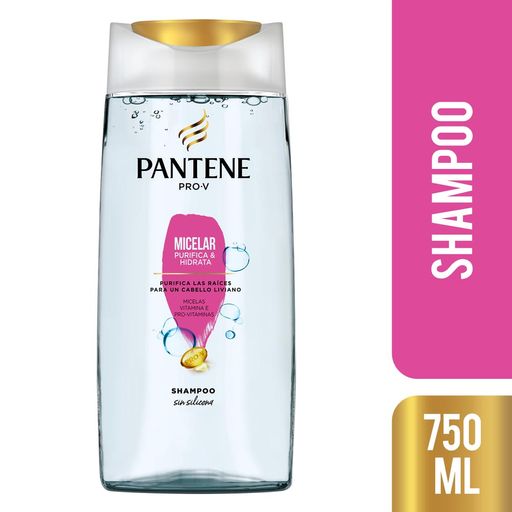 PANTENE
PRO-V
MICELAR
PURIFICA &
HIDRATA
PURIFICA LAS RAÍCES
PARA UN CABELLO LIVIANO
MICELAS
VITAMINA E
PRO-VITAMINAS
SHAMPOO
sin silicona
SHAMPOO
750
ML